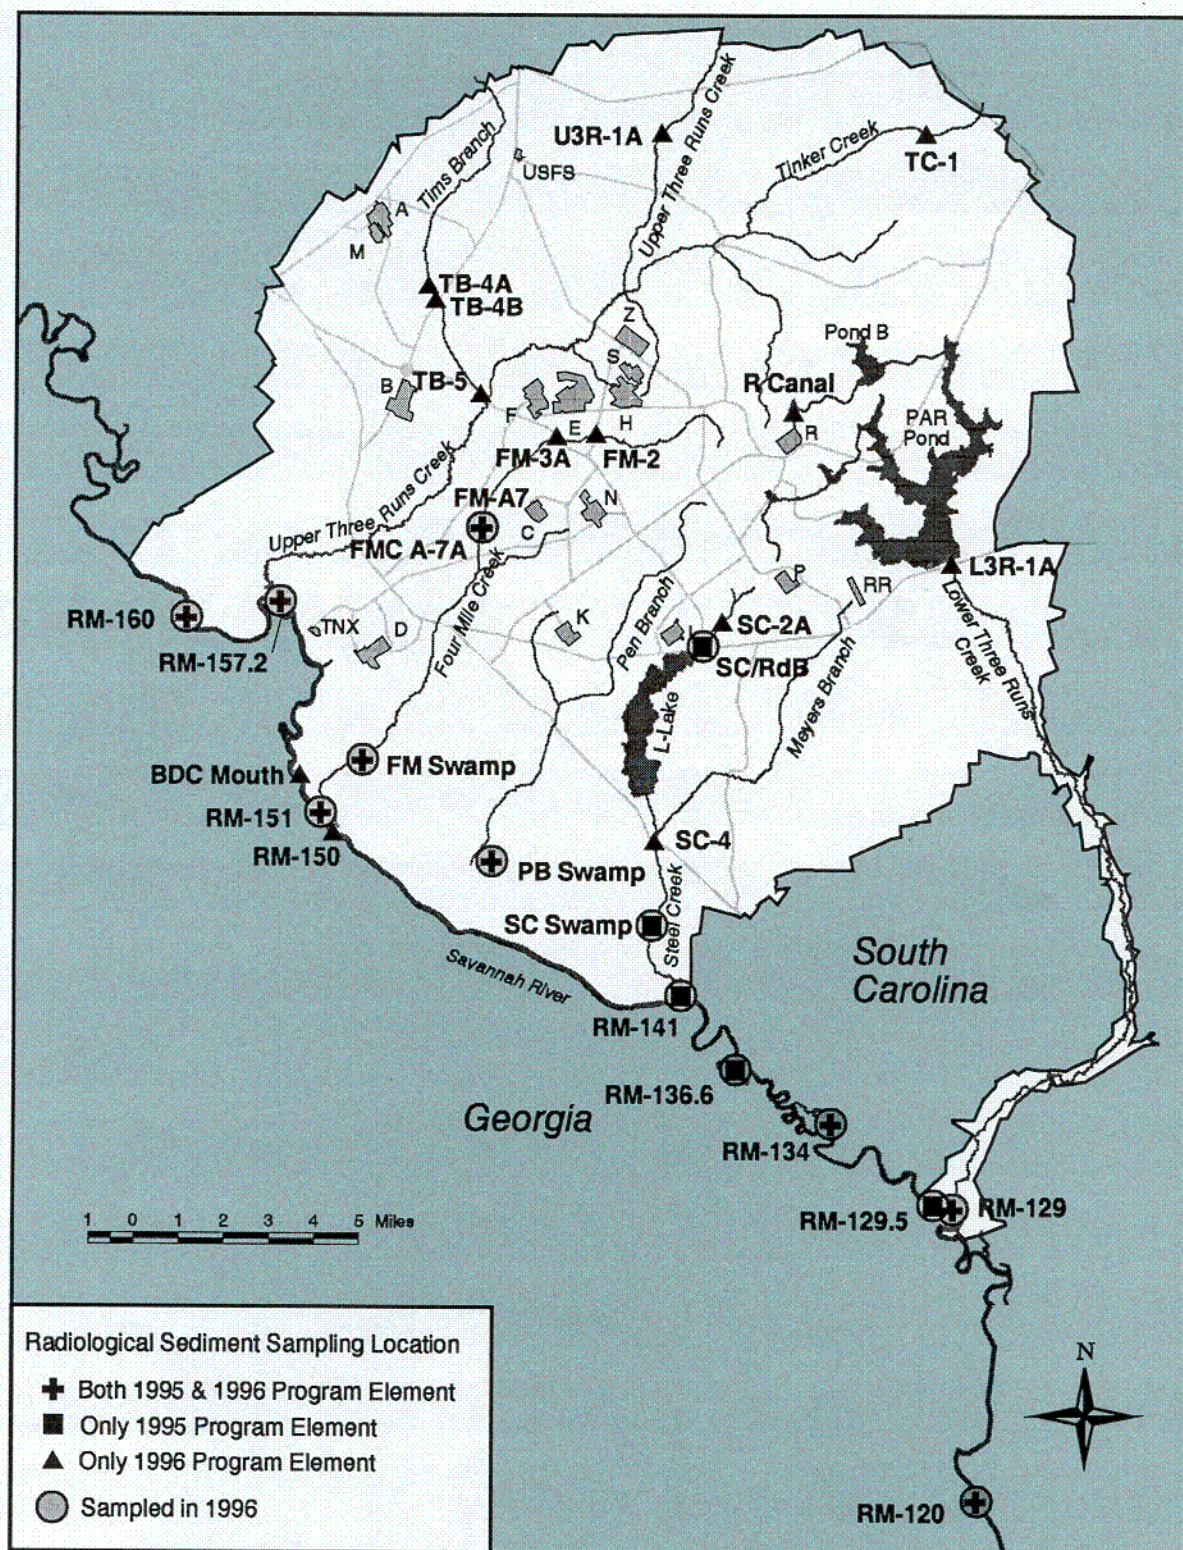 U3R-1A
Upper Three Runs Creek
Tinker Creek
TC-1
Tims Branch
USFS
A
M
TB-4A
TB-4B
Z
S
Pond B
B
TB-5
F
E
H
R Canal
R
PAR
Pond
FM-3A
FM-2
Upper Three Runs Creek
FM-A7
FMC A-7A
C
N
L3R-1A
P
RR
RM-160
RM-157.2
TNX
D
Four Mile Creek
K
Pen Branch
L
SC-2A
SC/RdB
Meyers Branch
Lower Three Runs
Creek
L-Lake
BDC Mouth
FM Swamp
RM-151
RM-150
PB Swamp
SC-4
SC Swamp
Steel Creek
Savannah River
South
Carolina
RM-141
RM-136.6
Georgia
RM-134
RM-129.5
RM-129
1 0 1 2 3 4 5 Miles
Radiological Sediment Sampling Location
Both 1995 & 1996 Program Element
Only 1995 Program Element
Only 1996 Program Element
Sampled in 1996
N
RM-120